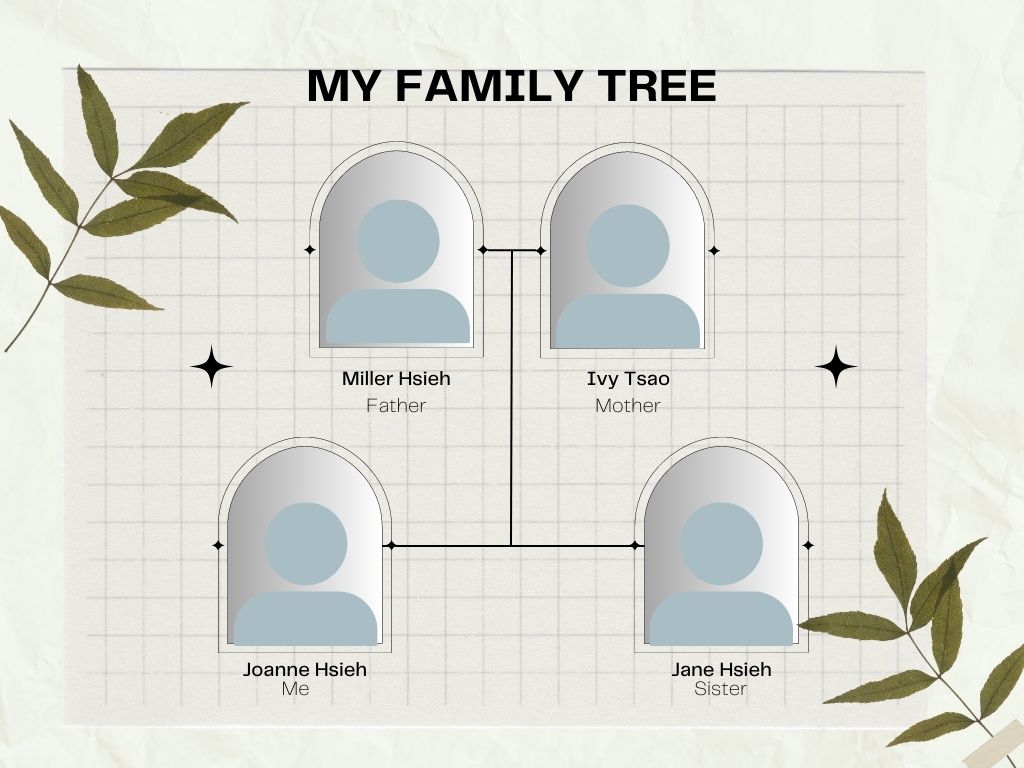 MY FAMILY TREE
Miller Hsieh
Father
Ivy Tsao
Mother
Joanne Hsieh
Me
Jane Hsieh
Sister